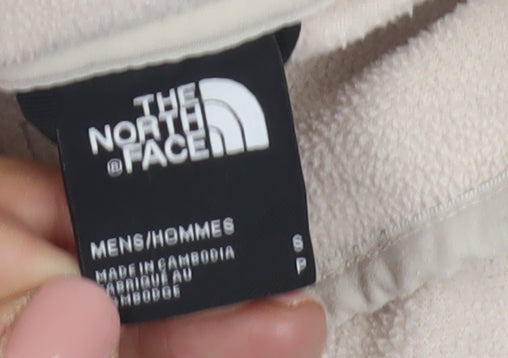 THE
NORTH
® FACE
MENS/HOMMES
S
MADE IN CAMBODIA
P
FABRIQUE AU
CAMBODGE